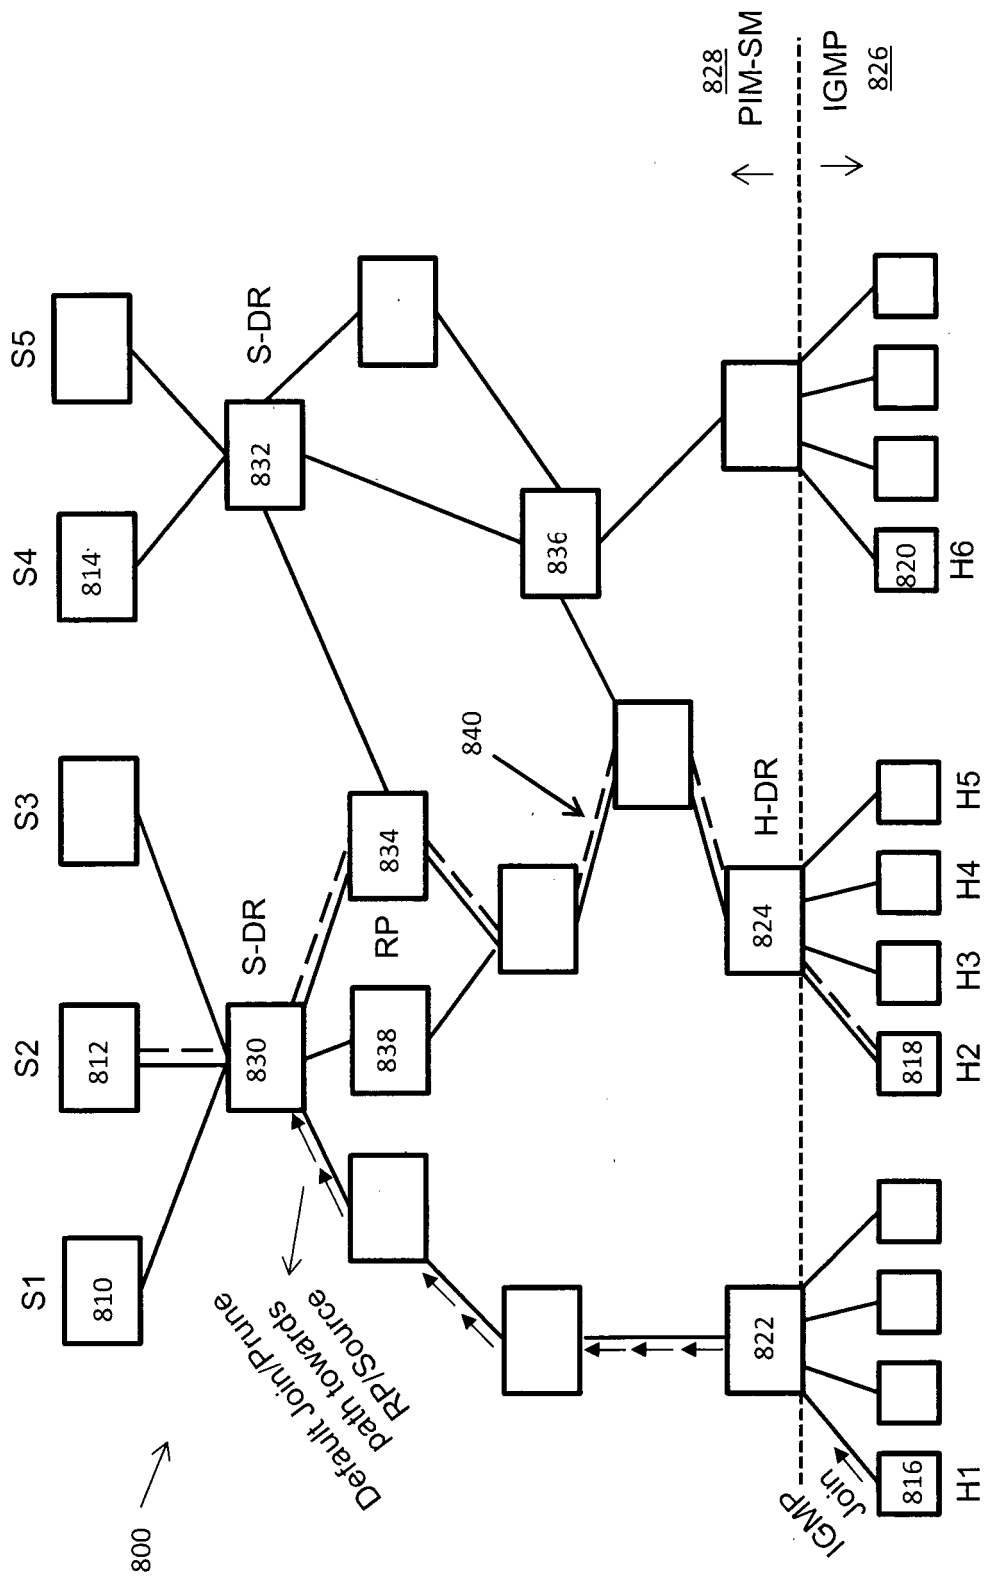 800
S1
S2
S3
S4
S5
810
812
814
S-DR
S-DR
830
832
Default Join/Prune
path towards
RP/Source
838
RP
834
840
836
H-DR
822
824
828
PIM-SM
IGMP
826
IGMP
Join
816
818
820
H1
H2
H3
H4
H5
H6